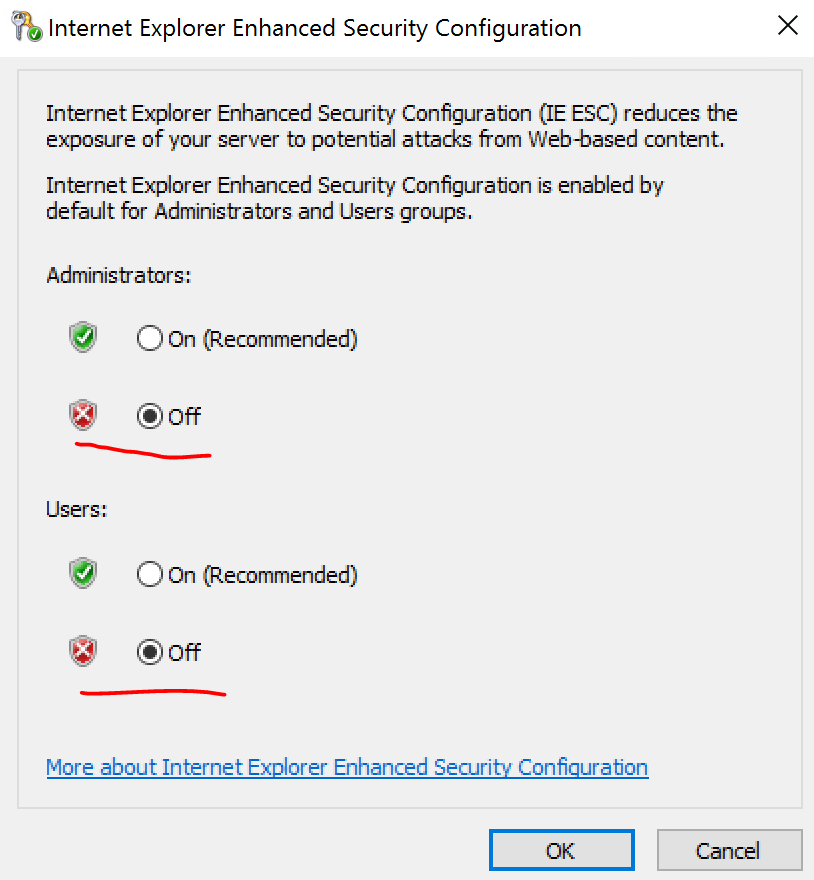 Internet Explorer Enhanced Security Configuration
Internet Explorer Enhanced Security Configuration (IE ESC) reduces the
exposure of your server to potential attacks from Web-based content.
Internet Explorer Enhanced Security Configuration is enabled by
default for Administrators and Users groups.
Administrators:
On (Recommended)
Off
Users:
On (Recommended)
Off
More about Internet Explorer Enhanced Security Configuration
OK Cancel